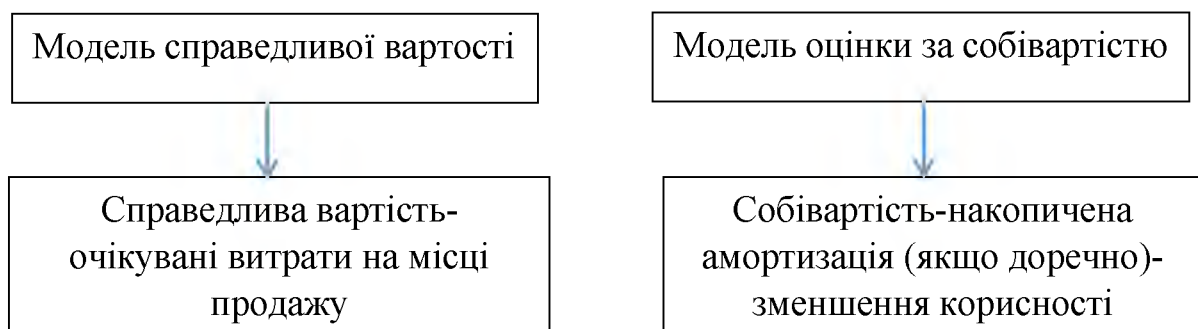 Модель справедливої вартості
Модель оцінки за собівартістю
Справедлива вартість-
очікувані витрати на місці
продажу
Собівартість-накопичена
амортизація (якщо доречно)-
зменшення корисності